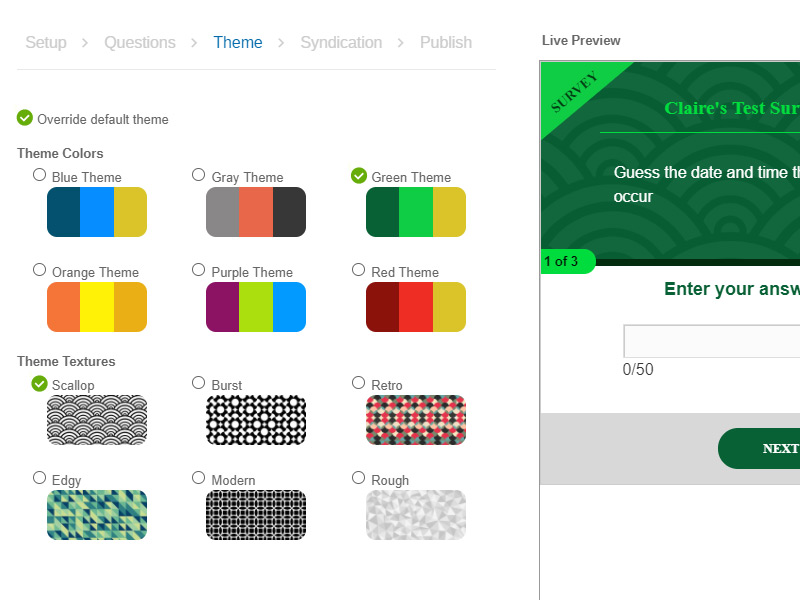 Setup Questions Theme Syndication Publish
Override default theme
Theme Colors
Blue Theme Gray Theme Green Theme
Orange Theme Purple Theme Red Theme
Theme Textures
Scallop Burst Retro
Edgy Modern Rough
Live Preview
SURVEY
Claire's Test Sur
Guess the date and time th
occur
1 of 3
Enter your answ
0/50
NEXT